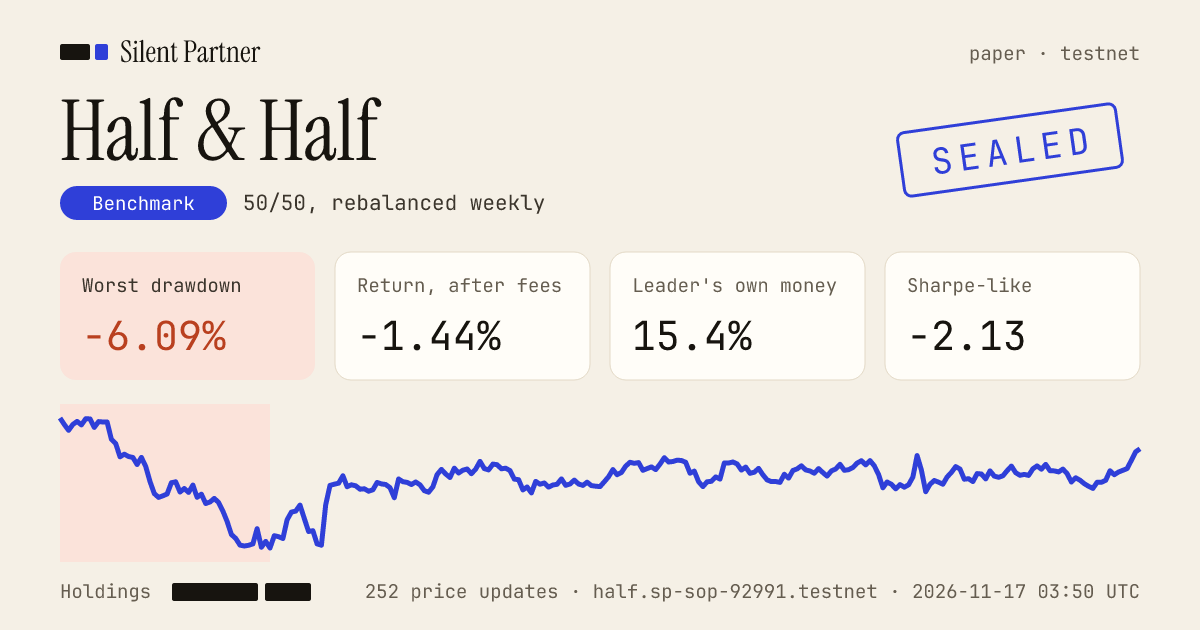 Silent Partner
paper · testnet
Half & Half
SEALED
Benchmark
50/50, rebalanced weekly
Worst drawdown
-6.09%
Return, after fees
-1.44%
Leader's own money
15.4%
Sharpe-like
-2.13
Holdings
252 price updates · half.sp-sop-92991.testnet · 2026-11-17 03:50 UTC